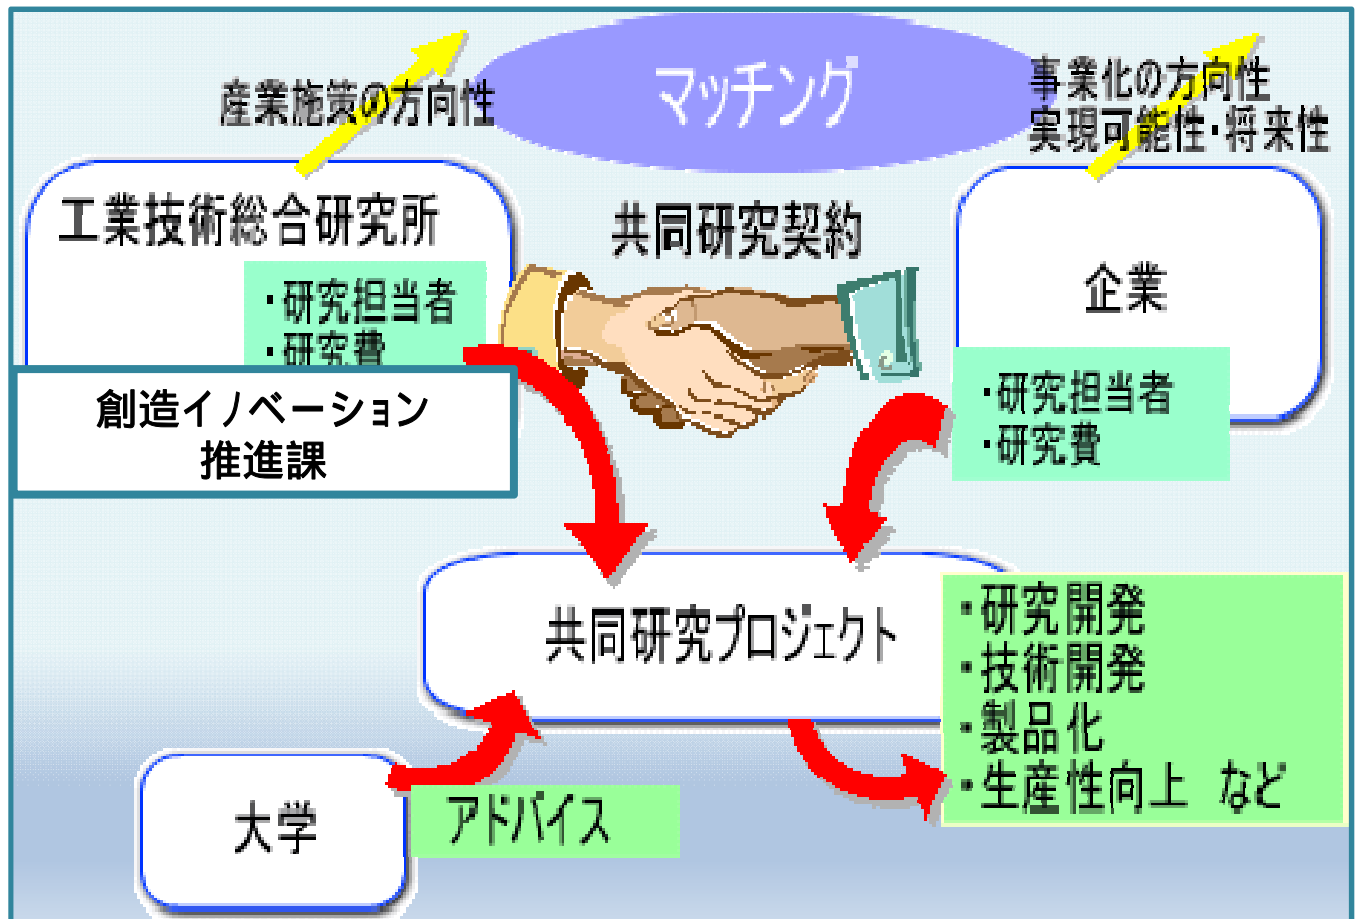 マッチング
産業施策の方向性
事業化の方向性
実現可能性・将来性
工業技術総合研究所
・研究担当者
・研究費
創造イノベーション
推進課
共同研究契約
企業
・研究担当者
・研究費
共同研究プロジェクト
・研究開発
・技術開発
・製品化
・生産性向上　など
大学
アドバイス